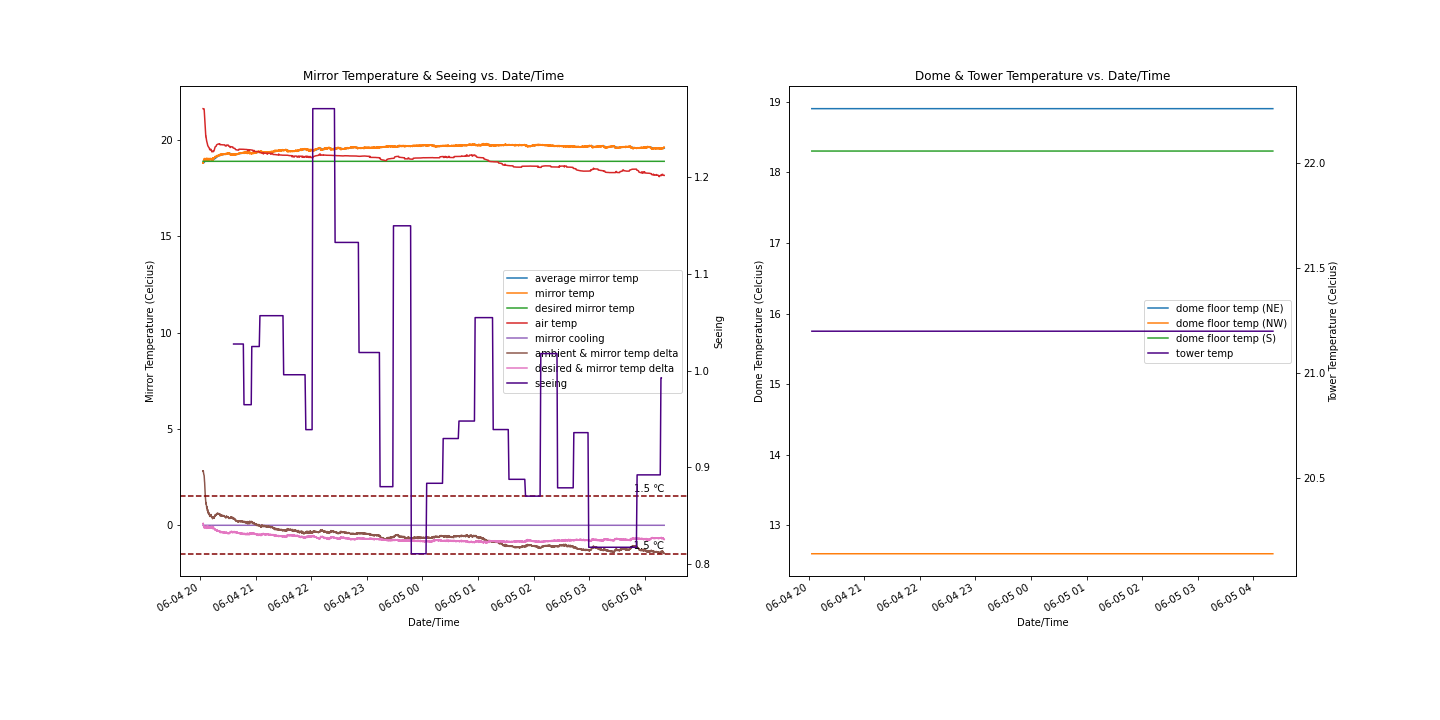 Mirror Temperature & Seeing vs. Date/Time
Mirror Temperature (Celcius)
20
15
10
5
0
1.2
1.1
1.0
0.9
0.8
Seeing
average mirror temp
mirror temp
desired mirror temp
air temp
mirror cooling
ambient & mirror temp delta
desired & mirror temp delta
seeing
1.5 °C
-1.5 °C
06-04 20
06-04 21
06-04 22
06-04 23
06-05 00
06-05 01
06-05 02
06-05 03
06-05 04
Date/Time
Dome & Tower Temperature vs. Date/Time
Dome Temperature (Celcius)
19
18
17
16
15
14
13
22.0
21.5
21.0
20.5
Tower Temperature (Celcius)
dome floor temp (NE)
dome floor temp (NW)
dome floor temp (S)
tower temp
06-04 20
06-04 21
06-04 22
06-04 23
06-05 00
06-05 01
06-05 02
06-05 03
06-05 04
Date/Time